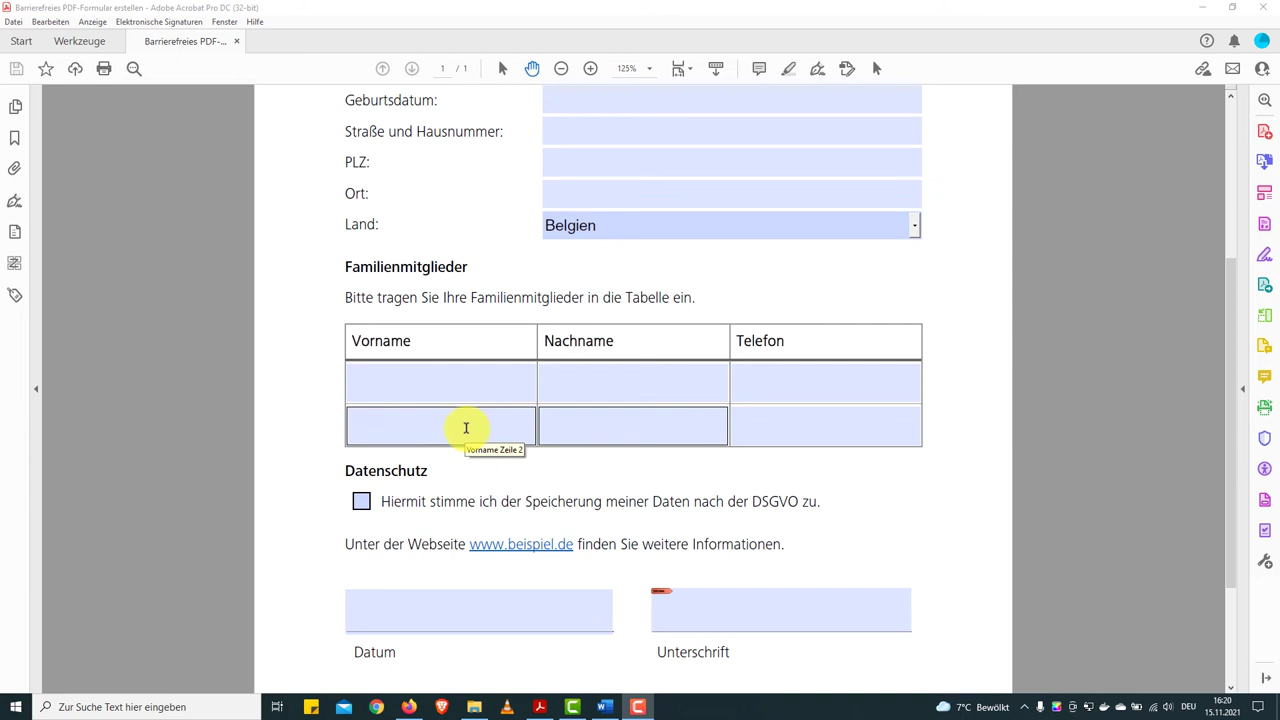 Barrierefreies PDF-Formular erstellen - Adobe Acrobat Pro DC (32-bit)
Datei Bearbeiten Anzeige Elektronische Signaturen Fenster Hilfe
Start Werkzeuge Barrierefreies PDF-... ×
1 / 1 125%
Geburtsdatum:
Straße und Hausnummer:
PLZ:
Ort:
Land: Belgien
Familienmitglieder
Bitte tragen Sie Ihre Familienmitglieder in die Tabelle ein.
Vorname Nachname Telefon
Vorname Zeile 2
Datenschutz
Hiermit stimme ich der Speicherung meiner Daten nach der DSGVO zu.
Unter der Webseite www.beispiel.de finden Sie weitere Informationen.
Datum Unterschrift
Zur Suche Text hier eingeben
7°C Bewölkt
DEU
16:20
15.11.2021